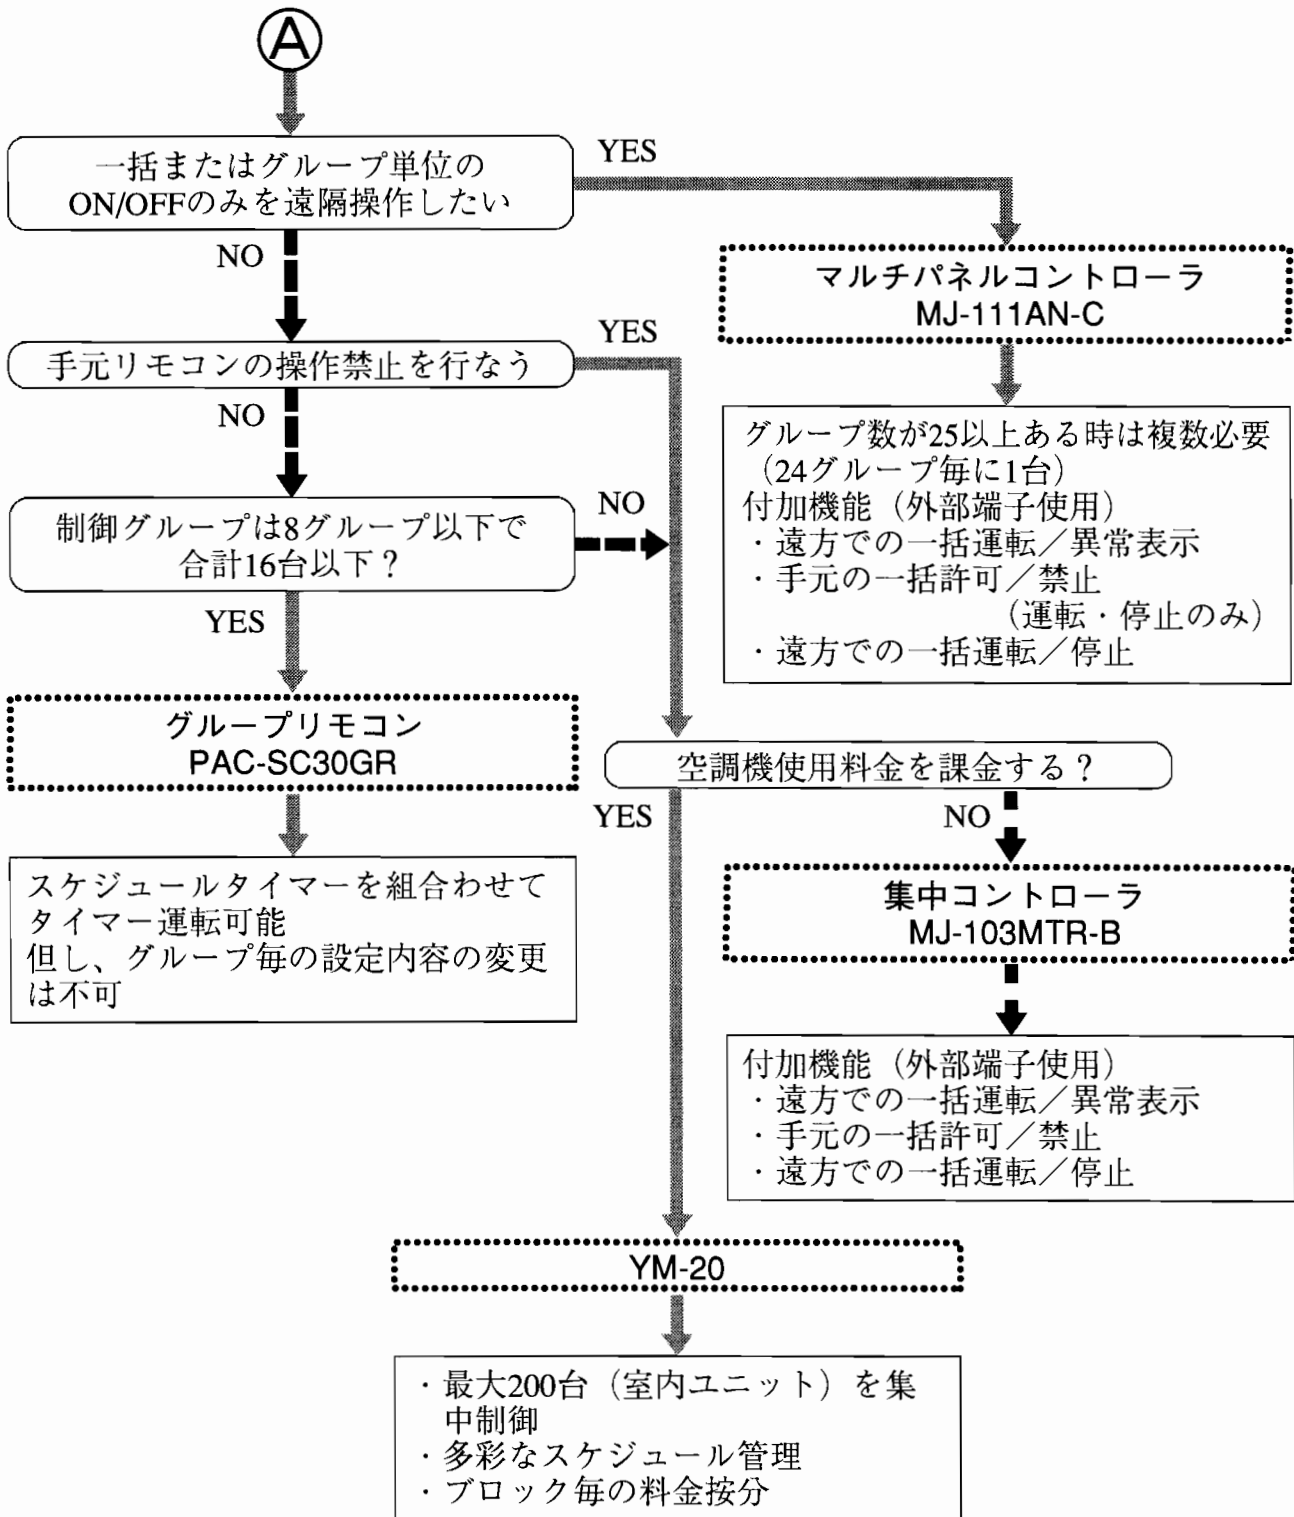 A
一括またはグループ単位の
ON/OFFのみを遠隔操作したい
YES
NO
マルチパネルコントローラ
MJ-111AN-C
手元リモコンの操作禁止を行なう
YES
NO
グループ数が25以上ある時は複数必要
（24グループ毎に1台）
付加機能（外部端子使用）
・遠方での一括運転／異常表示
・手元の一括許可／禁止
（運転・停止のみ）
・遠方での一括運転／停止
制御グループは8グループ以下で
合計16台以下？
NO
YES
グループリモコン
PAC-SC30GR
空調機使用料金を課金する？
YES
NO
スケジュールタイマーを組合わせて
タイマー運転可能
但し、グループ毎の設定内容の変更
は不可
集中コントローラ
MJ-103MTR-B
付加機能（外部端子使用）
・遠方での一括運転／異常表示
・手元の一括許可／禁止
・遠方での一括運転／停止
YM-20
・最大200台（室内ユニット）を集
中制御
・多彩なスケジュール管理
・ブロック毎の料金按分